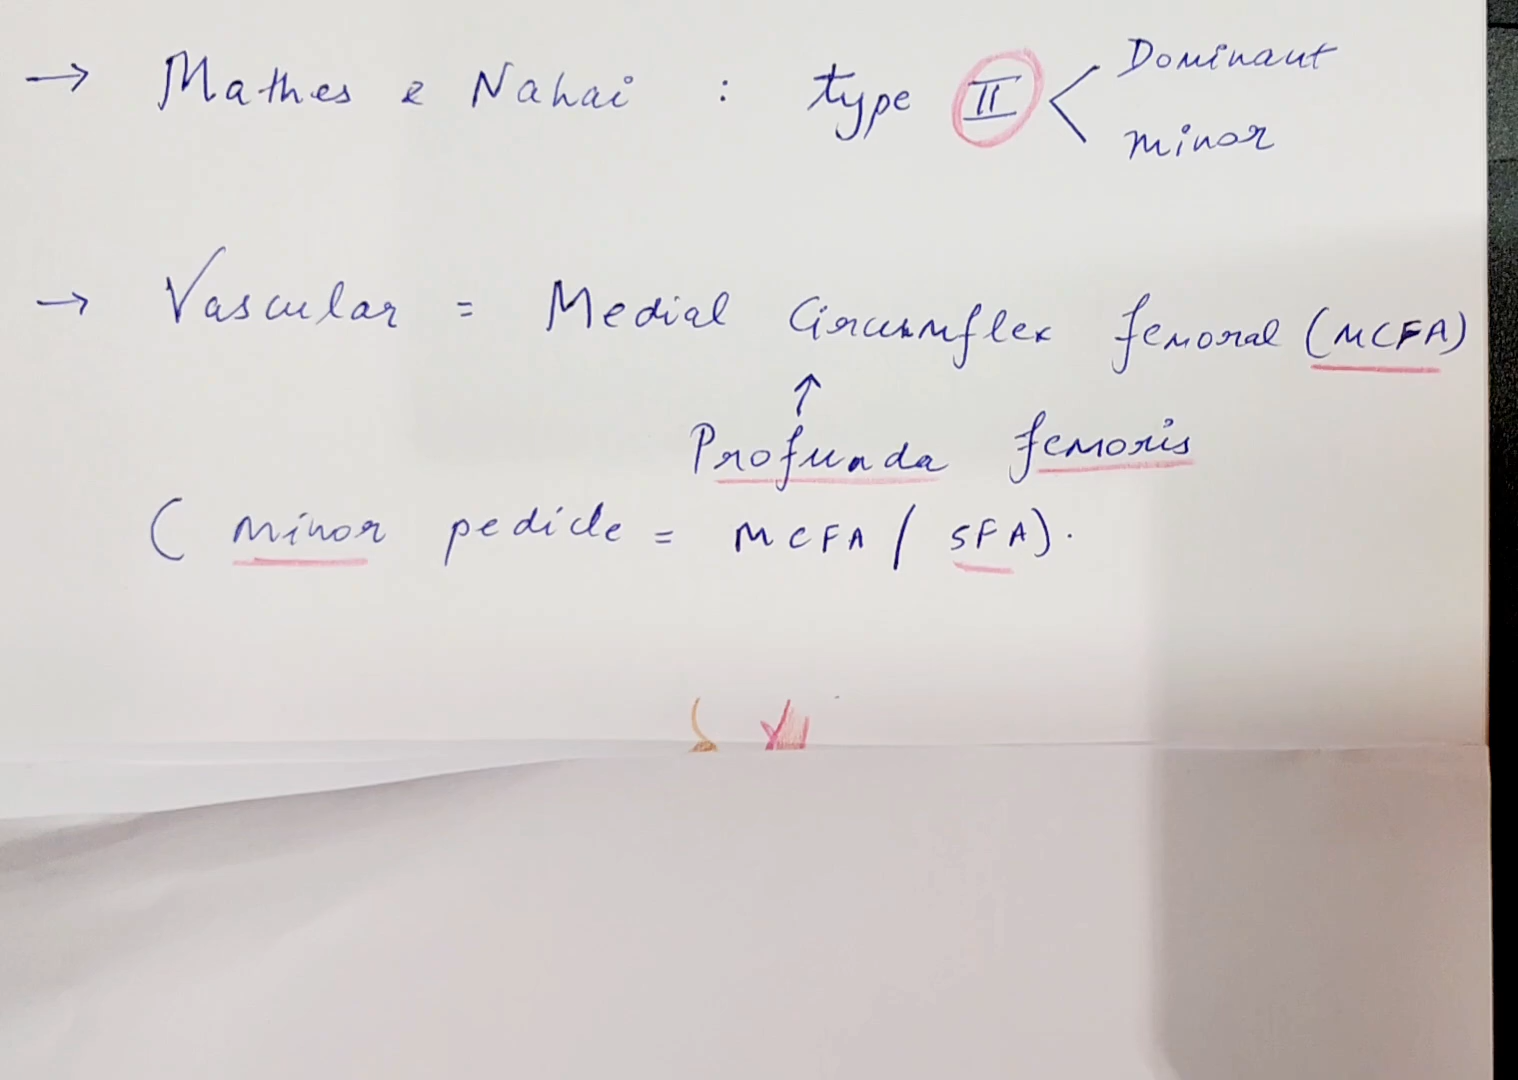 → Mathes & Nahai : type II < Dominant
minor
→ Vascular = Medial Circumflex femoral (MCFA)
↑
Profunda femoris
( minor pedicle = MCFA / SFA).